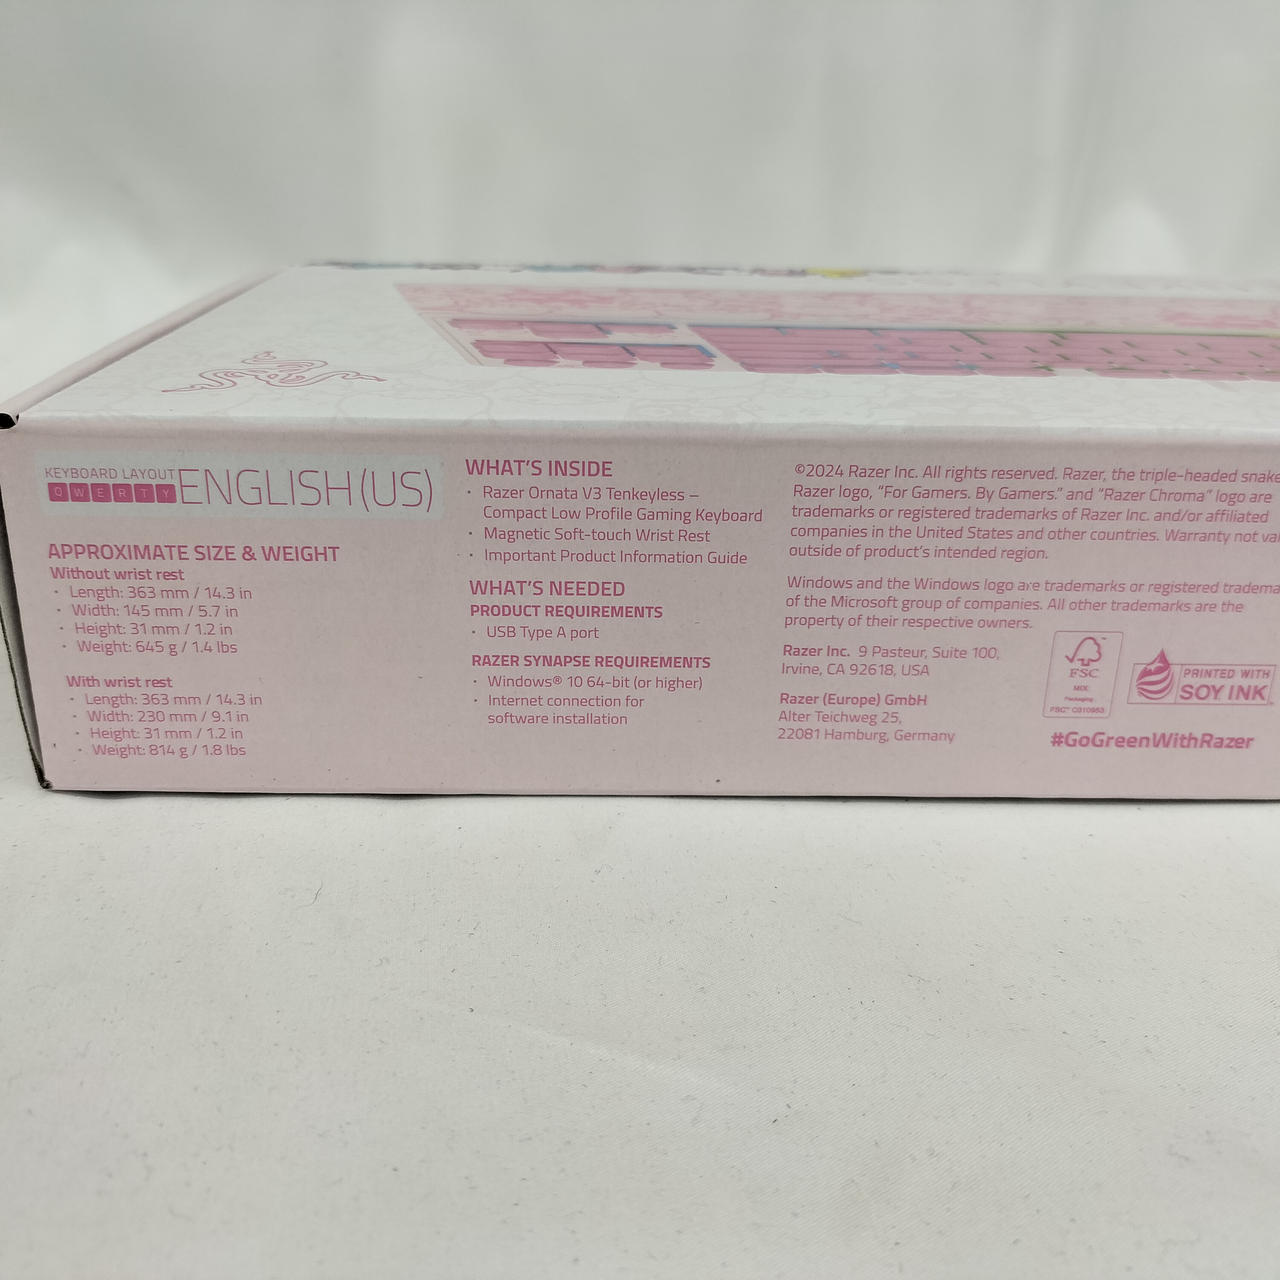 KEYBOARD LAYOUT
QWERTY
ENGLISH (US)
APPROXIMATE SIZE & WEIGHT
Without wrist rest
• Length: 363 mm / 14.3 in
• Width: 145 mm / 5.7 in
• Height: 31 mm / 1.2 in
• Weight: 645 g / 1.4 lbs
With wrist rest
• Length: 363 mm / 14.3 in
• Width: 230 mm / 9.1 in
• Height: 31 mm / 1.2 in
• Weight: 814 g / 1.8 lbs
WHAT'S INSIDE
• Razer Ornata V3 Tenkeyless –
Compact Low Profile Gaming Keyboard
• Magnetic Soft-touch Wrist Rest
• Important Product Information Guide
WHAT'S NEEDED
PRODUCT REQUIREMENTS
• USB Type A port
RAZER SYNAPSE REQUIREMENTS
• Windows® 10 64-bit (or higher)
• Internet connection for
software installation
©2024 Razer Inc. All rights reserved. Razer, the triple-headed snake
Razer logo, "For Gamers. By Gamers." and "Razer Chroma" logo are
trademarks or registered trademarks of Razer Inc. and/or affiliated
companies in the United States and other countries. Warranty not
outside of product's intended region.
Windows and the Windows logo are trademarks or registered
of the Microsoft group of companies. All other trademarks are the
property of their respective owners.
Razer Inc. 9 Pasteur, Suite 100,
Irvine, CA 92618, USA
Razer (Europe) GmbH
Alter Teichweg 25,
22081 Hamburg, Germany
FSC
MIX
Packaging
FSC™ C310953
PRINTED WITH
SOY INK
#GoGreenWithRazer